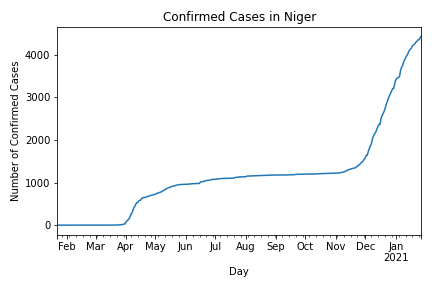 Confirmed Cases in Niger
Number of Confirmed Cases
4000
3000
2000
1000
0
Feb Mar Apr May Jun Jul Aug Sep Oct Nov Dec Jan
2021
Day